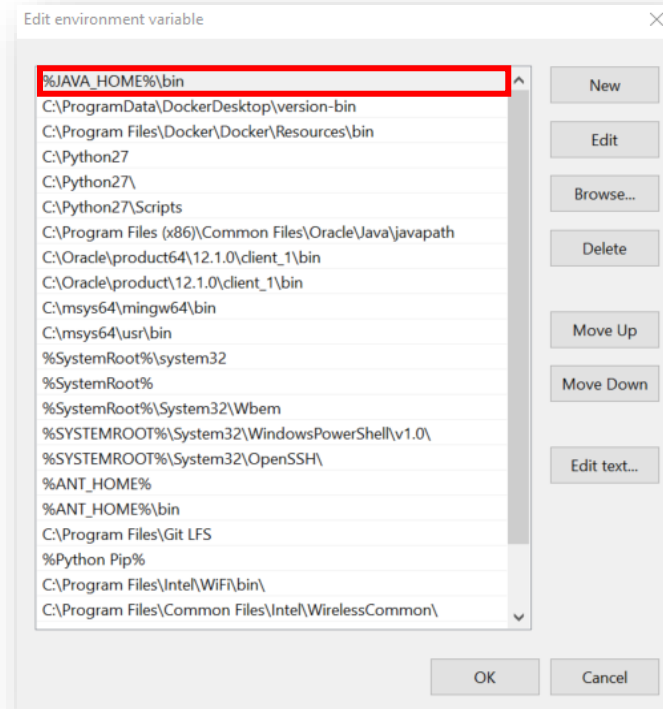 Edit environment variable
%JAVA_HOME%\bin
C:\ProgramData\DockerDesktop\version-bin
C:\Program Files\Docker\Docker\Resources\bin
C:\Python27
C:\Python27\
C:\Python27\Scripts
C:\Program Files (x86)\Common Files\Oracle\Java\javapath
C:\Oracle\product64\12.1.0\client_1\bin
C:\Oracle\product\12.1.0\client_1\bin
C:\msys64\mingw64\bin
C:\msys64\usr\bin
%SystemRoot%\system32
%SystemRoot%
%SystemRoot%\System32\Wbem
%SYSTEMROOT%\System32\WindowsPowerShell\v1.0\
%SYSTEMROOT%\System32\OpenSSH\
%ANT_HOME%
%ANT_HOME%\bin
C:\Program Files\Git LFS
%Python Pip%
C:\Program Files\Intel\WiFi\bin\
C:\Program Files\Common Files\Intel\WirelessCommon\
New
Edit
Browse...
Delete
Move Up
Move Down
Edit text...
OK
Cancel